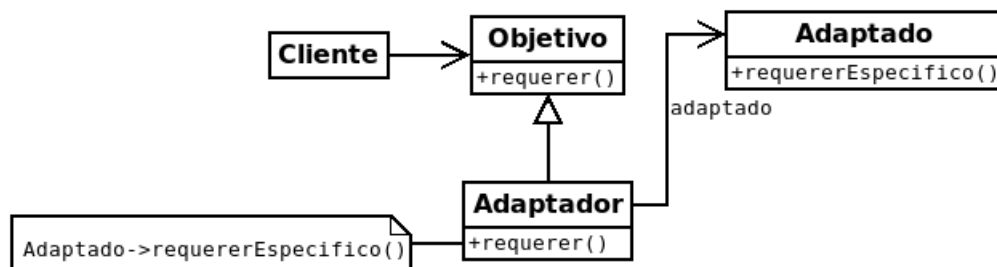 Cliente
Objetivo
+requerer()
Adaptado
+requererEspecifico()
adaptado
Adaptador
+requerer()
Adaptado->requererEspecifico()